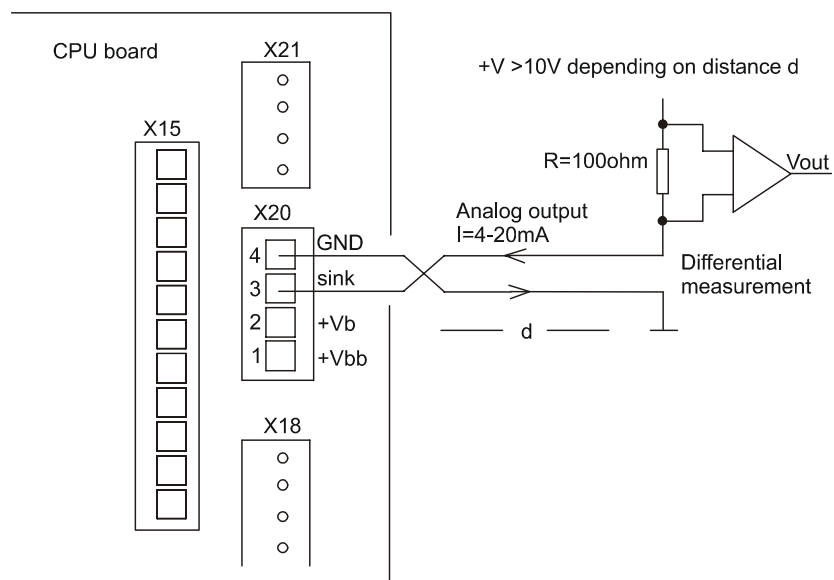 CPU board
X21
+V >10V depending on distance d
X15
R=100ohm
Vout
X20
Analog output
I=4-20mA
4
GND
Differential
measurement
3
sink
2
+Vb
d
1
+Vbb
X18